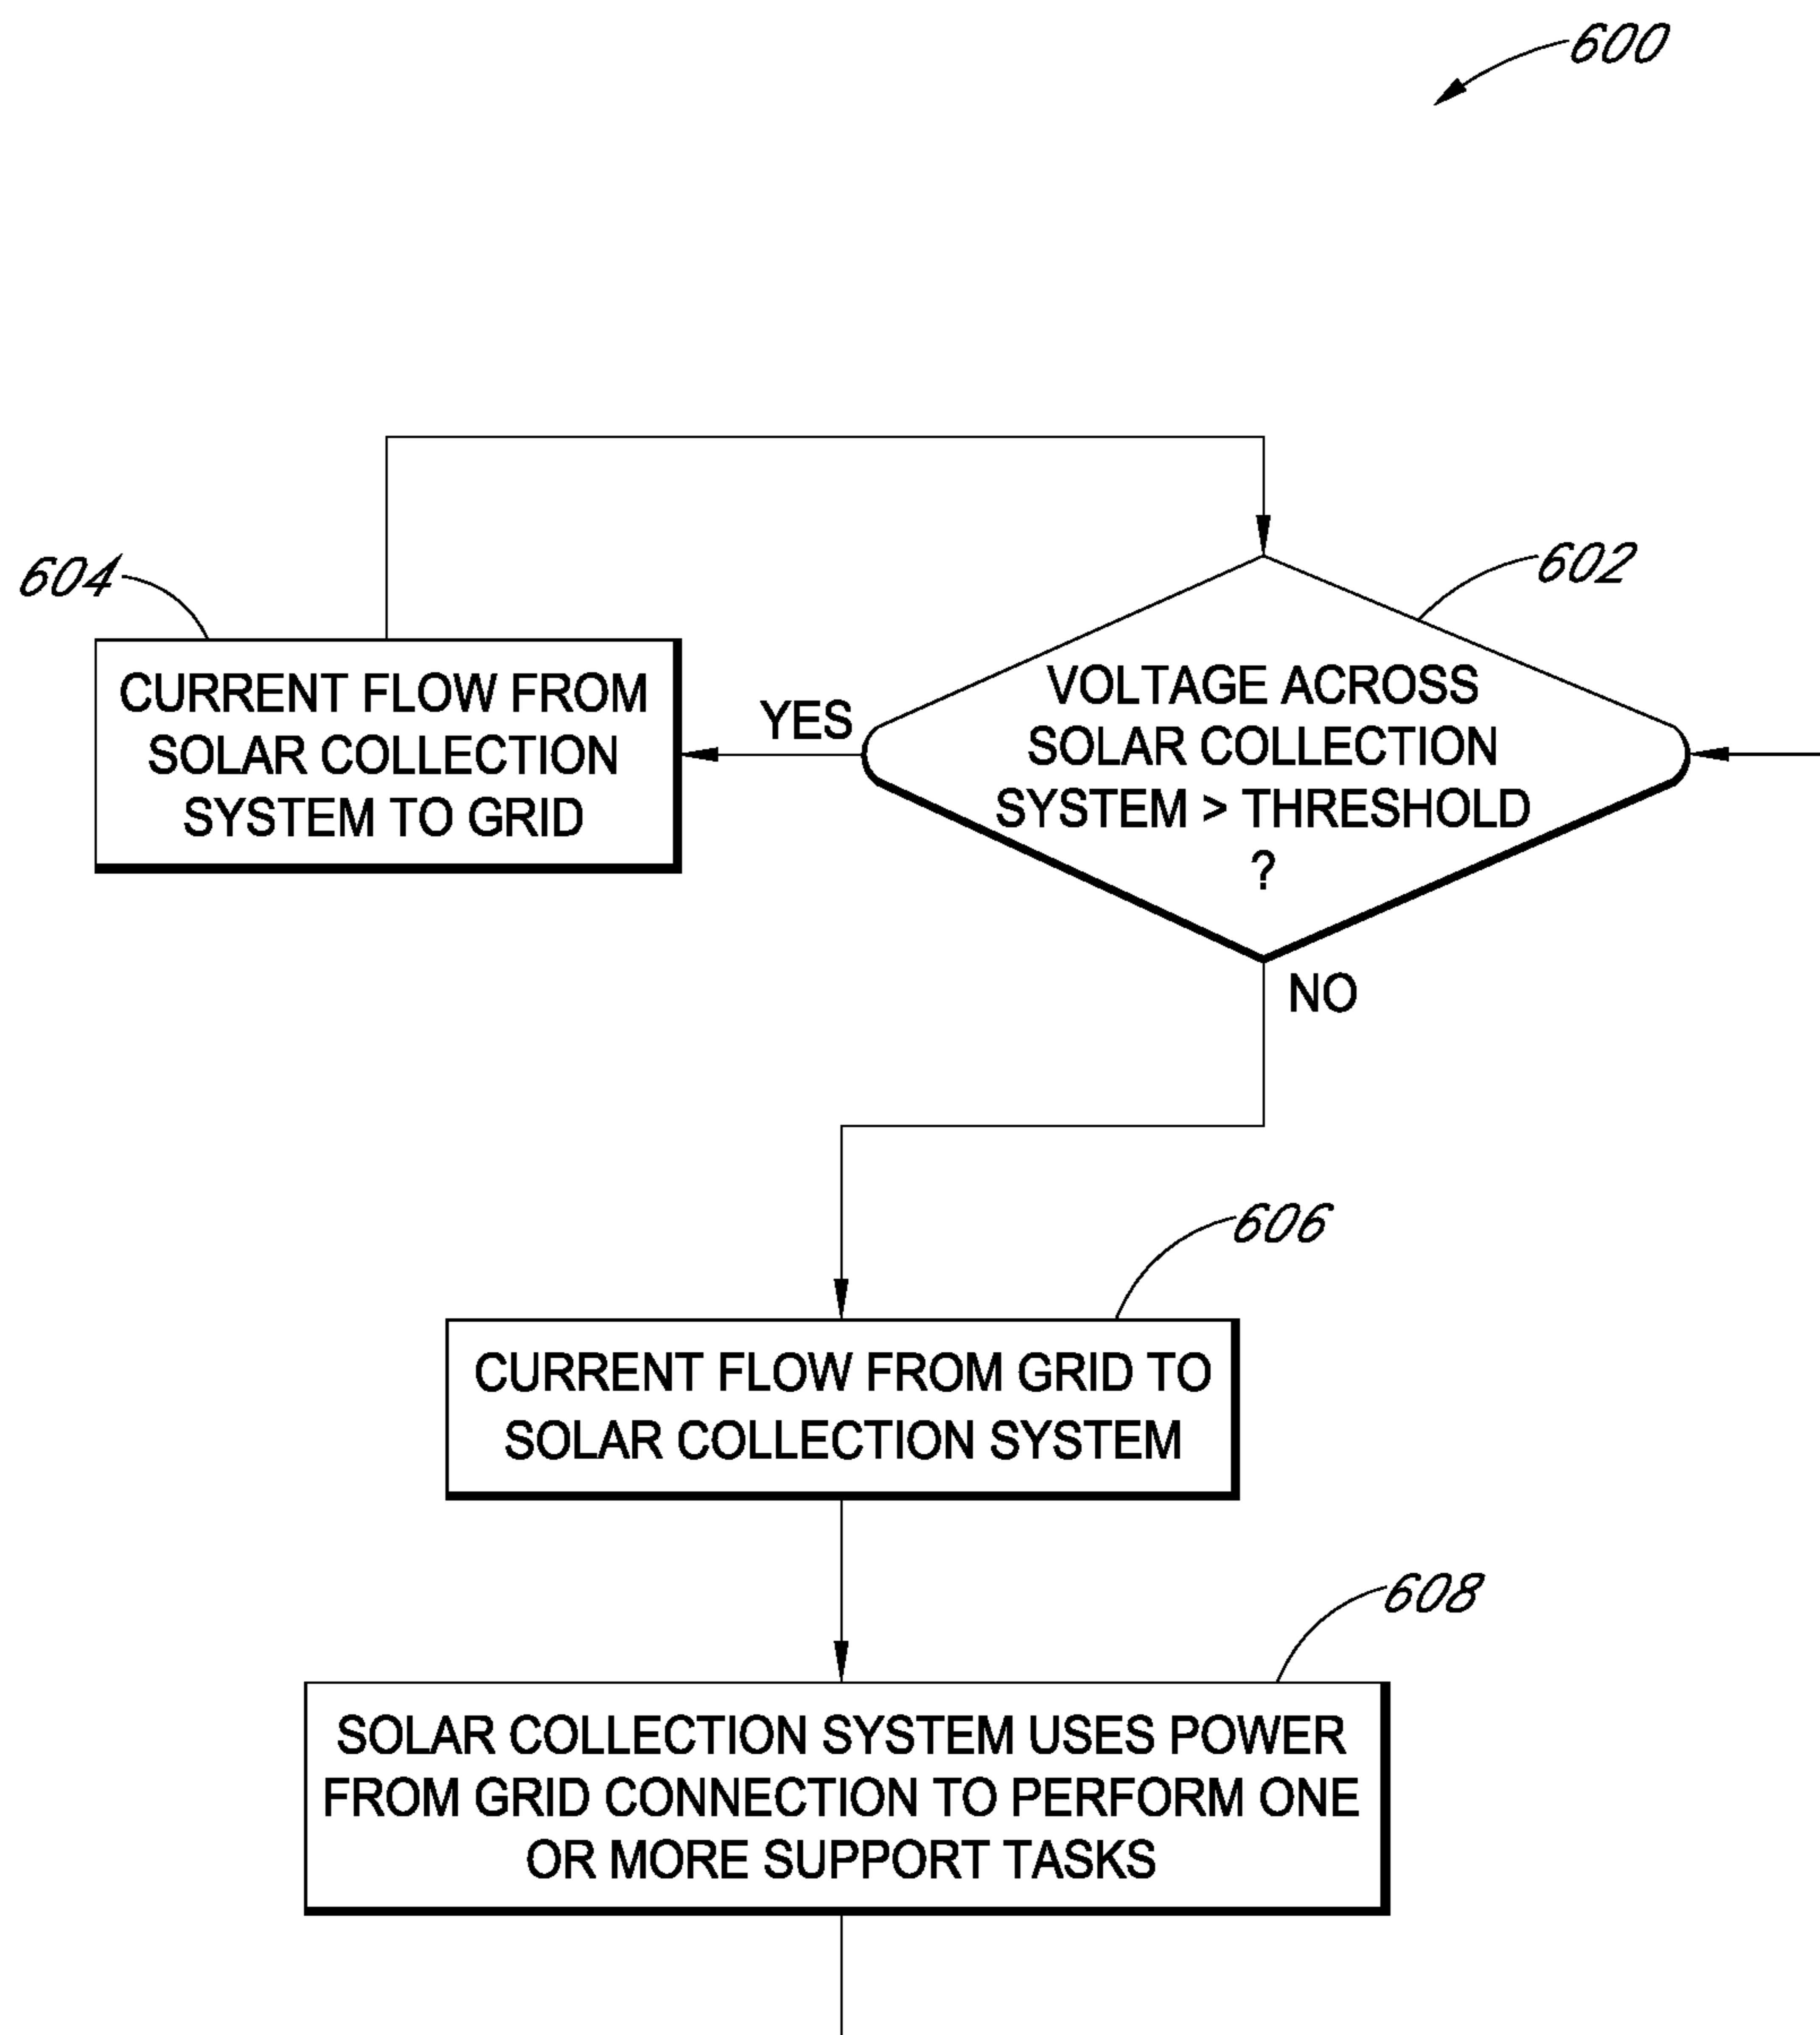 600
604
CURRENT FLOW FROM
SOLAR COLLECTION
SYSTEM TO GRID
YES
602
VOLTAGE ACROSS
SOLAR COLLECTION
SYSTEM > THRESHOLD
?
NO
606
CURRENT FLOW FROM GRID TO
SOLAR COLLECTION SYSTEM
608
SOLAR COLLECTION SYSTEM USES POWER
FROM GRID CONNECTION TO PERFORM ONE
OR MORE SUPPORT TASKS